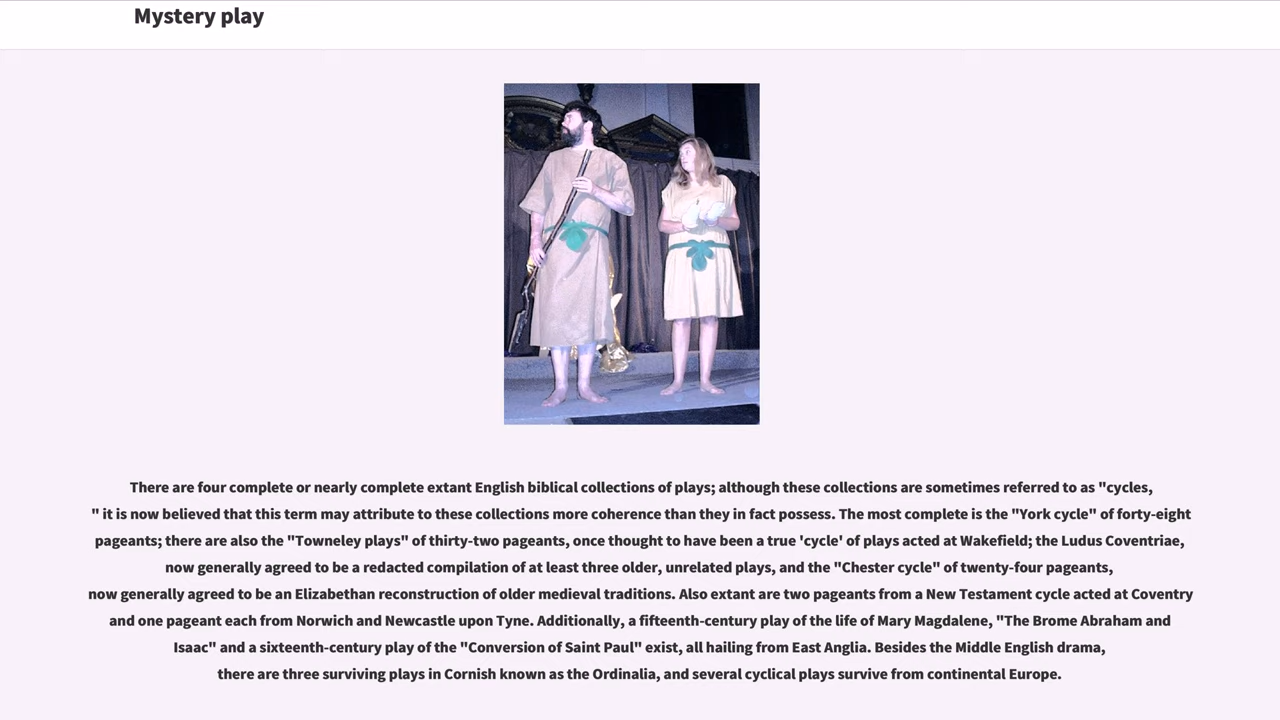 Mystery play
There are four complete or nearly complete extant English biblical collections of plays; although these collections are sometimes referred to as "cycles,
" it is now believed that this term may attribute to these collections more coherence than they in fact possess. The most complete is the "York cycle" of forty-eight
pageants; there are also the "Towneley plays" of thirty-two pageants, once thought to have been a true 'cycle' of plays acted at Wakefield; the Ludus Coventriae,
now generally agreed to be a redacted compilation of at least three older, unrelated plays, and the "Chester cycle" of twenty-four pageants,
now generally agreed to be an Elizabethan reconstruction of older medieval traditions. Also extant are two pageants from a New Testament cycle acted at Coventry
and one pageant each from Norwich and Newcastle upon Tyne. Additionally, a fifteenth-century play of the life of Mary Magdalene, "The Brome Abraham and
Isaac" and a sixteenth-century play of the "Conversion of Saint Paul" exist, all hailing from East Anglia. Besides the Middle English drama,
there are three surviving plays in Cornish known as the Ordinalia, and several cyclical plays survive from continental Europe.